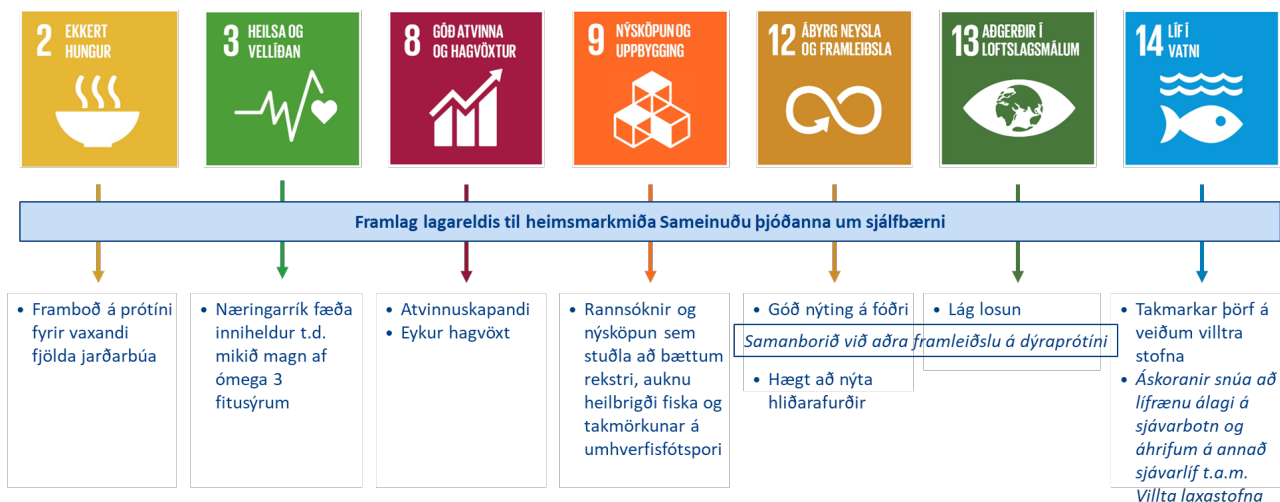 2 EKKERT
HUNGUR
3 HEILSA OG
VELLÍÐAN
8 GÓÐ ATVINNA
OG HAGVÖXTUR
9 NÝSKÖPUN OG
UPPBYGGING
12 ÁBYRG NEYSLA
OG FRAMLEIÐSLA
13 AÐGERÐIR Í
LOFTSLAGSMÁLUM
14 LÍF Í
VATNI
Framlag lagareldis til heimsmarkmiða Sameinuðu þjóðanna um sjálfbærni
• Framboð á prótíni
fyrir vaxandi
fjölda jarðarbúa
• Næringarrík fæða
inniheldur t.d.
mikið magn af
ómega 3
fitusýrum
• Atvinnuskapandi
• Eykur hagvöxt
• Rannsóknir og
nýsköpun sem
stuðla að bættum
rekstri, auknu
heilbrigði fiska og
takmörkunar á
umhverfisfótspori
• Góð nýting á fóðri
• Lág losun
Samanborið við aðra framleiðslu á dýraprótíni
• Hægt að nýta
hliðarafurðir
• Takmarkar þörf á
veiðum villtra
stofna
• Áskoranir snúa að
lífrænu álagi á
sjávarbotn og
áhrifum á annað
sjávarlíf t.a.m.
Villta laxastofna